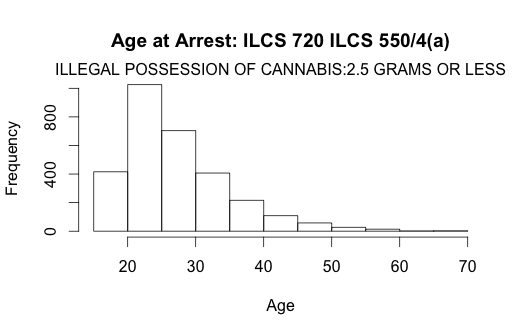 Age at Arrest: ILCS 720 ILCS 550/4(a)
ILLEGAL POSSESSION OF CANNABIS:2.5 GRAMS OR LESS
Frequency
800
400
0
20 30 40 50 60 70
Age